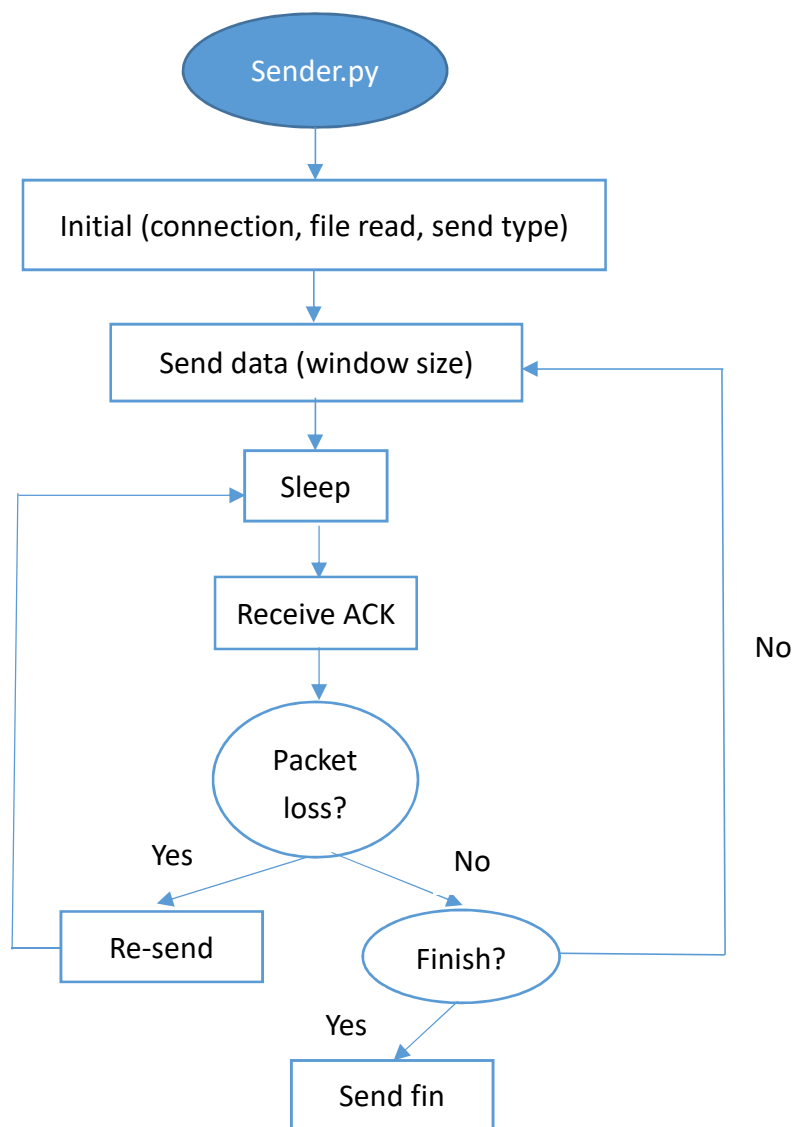 Sender.py
Initial (connection, file read, send type)
Send data (window size)
Sleep
Receive ACK
No
Packet
loss?
Yes
No
Re-send
Finish?
Yes
Send fin